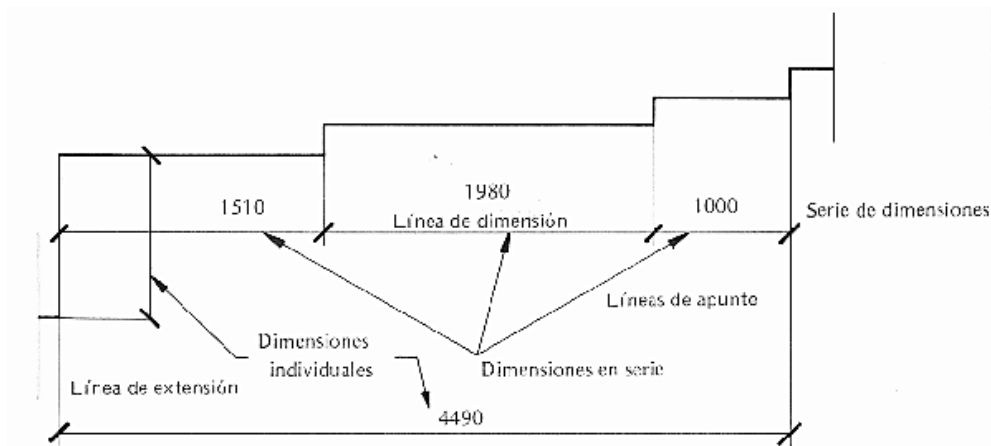 1510
1980
1000
Línea de dimensión
Serie de dimensiones
Líneas de apunte
Dimensiones
individuales
Dimensiones en serie
Línea de extensión
4490